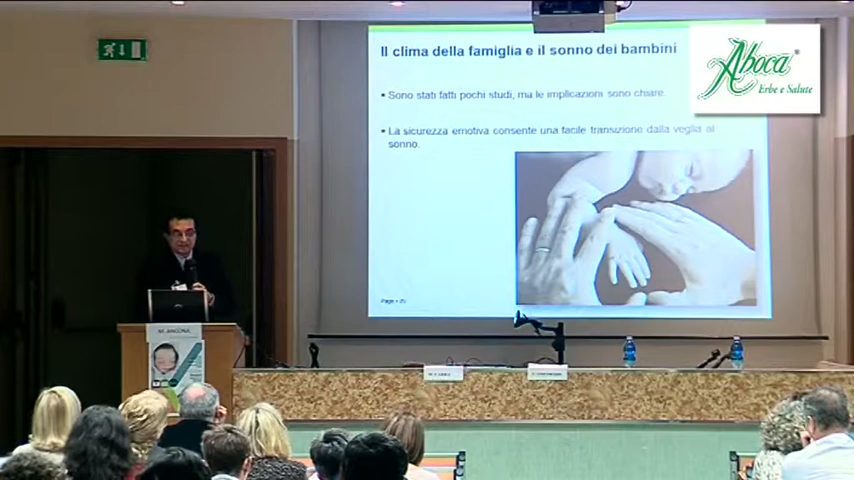 Il clima della famiglia e il sonno dei bambini
Aboca
Erbe e Salute
• Sono stati fatti pochi studi, ma le implicazioni sono chiare.
• La sicurezza emotiva consente una facile transizione dalla veglia al
sonno.
M. ANCONA